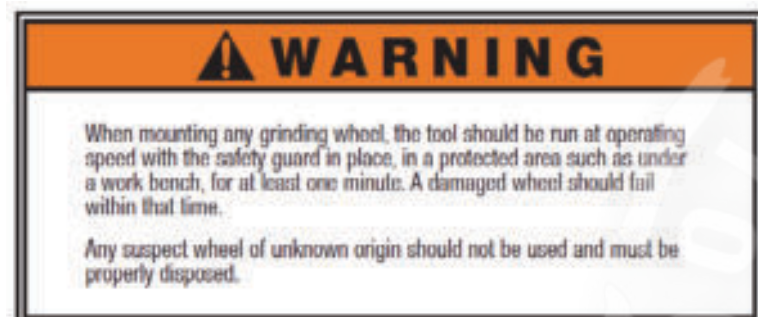 WARNING
When mounting any grinding wheel, the tool should be run at operating
speed with the safety guard in place, in a protected area such as under
a work bench, for at least one minute. A damaged wheel should fail
within that time.
Any suspect wheel of unknown origin should not be used and must be
properly disposed.